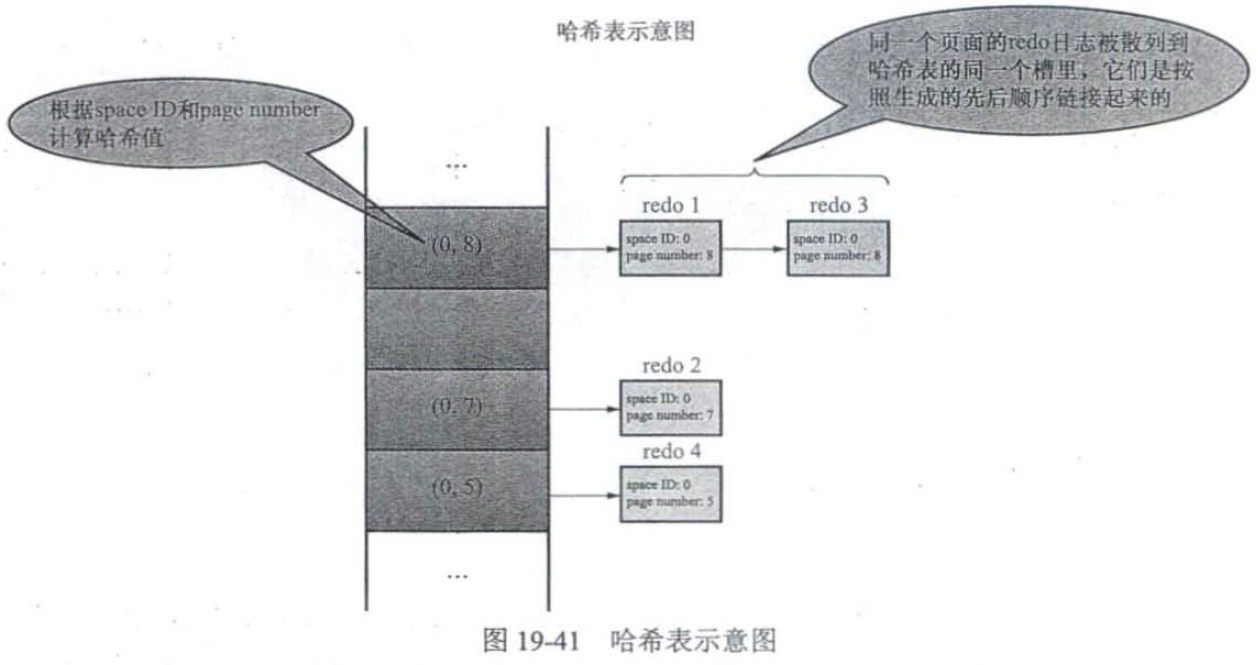 哈希表示意图
同一个页面的redo日志被散列到
哈希表的同一个槽里，它们是按
照生成的先后顺序链接起来的
根据space ID和page number
计算哈希值
...
redo 1
redo 3
(0, 8)
space ID: 0
page number: 8
space ID: 0
page number: 8
redo 2
(0, 7)
space ID: 0
page number: 7
redo 4
(0, 5)
space ID: 0
page number: 5
...
图 19-41 哈希表示意图